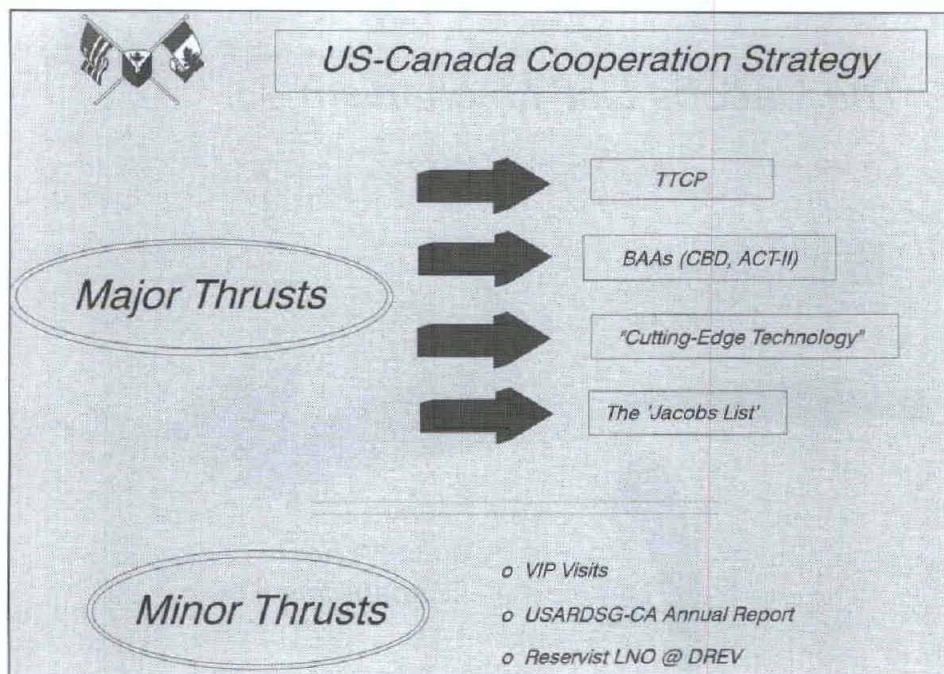 US-Canada Cooperation Strategy
Major Thrusts
TTCP
BAAs (CBD, ACT-II)
"Cutting-Edge Technology"
The 'Jacobs List'
Minor Thrusts
o VIP Visits
o USARDSG-CA Annual Report
o Reservist LNO @ DREV